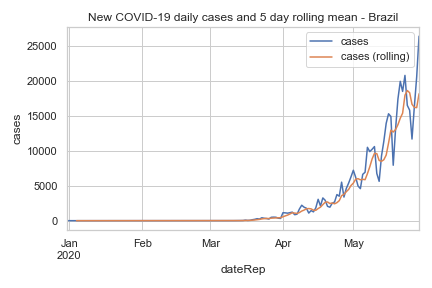 New COVID-19 daily cases and 5 day rolling mean - Brazil
cases
cases (rolling)
25000
20000
15000
10000
5000
0
cases
Jan Feb Mar Apr May
2020
dateRep